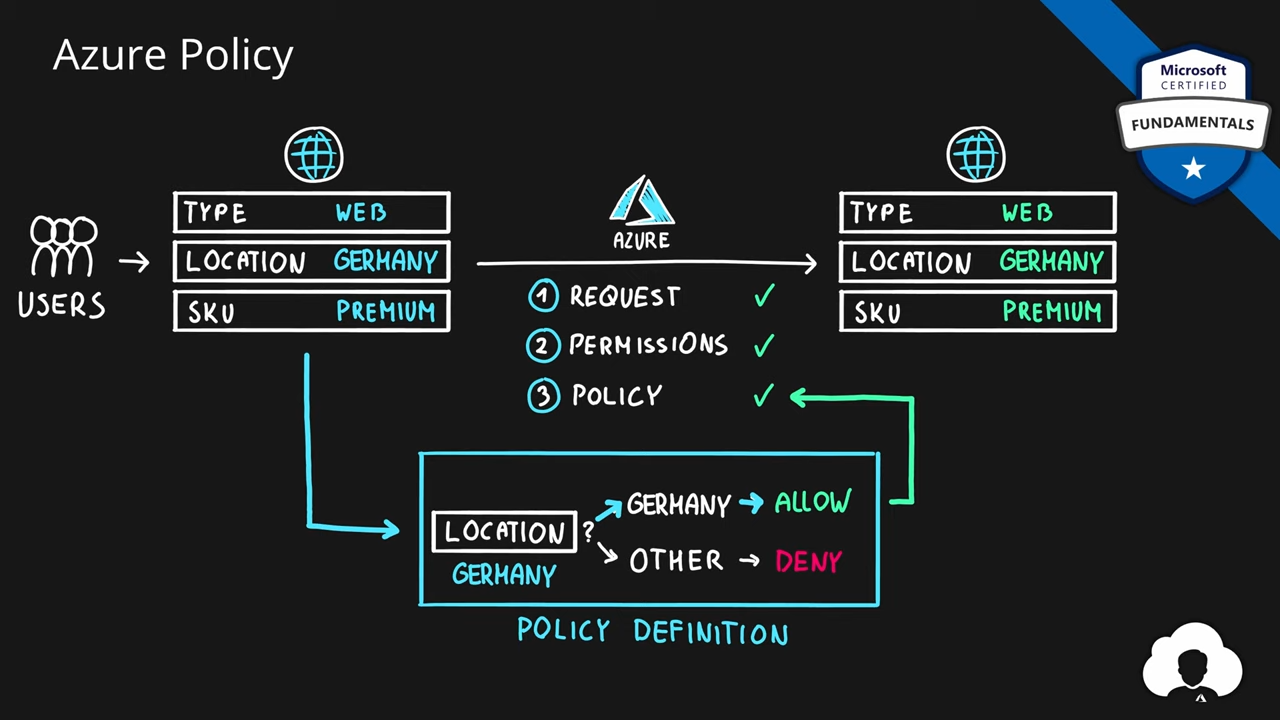 Azure Policy
Microsoft
CERTIFIED
FUNDAMENTALS
USERS
TYPE WEB
LOCATION GERMANY
SKU PREMIUM
AZURE
1 REQUEST ✓
2 PERMISSIONS ✓
3 POLICY ✓
TYPE WEB
LOCATION GERMANY
SKU PREMIUM
LOCATION ?
GERMANY
GERMANY → ALLOW
OTHER → DENY
POLICY DEFINITION